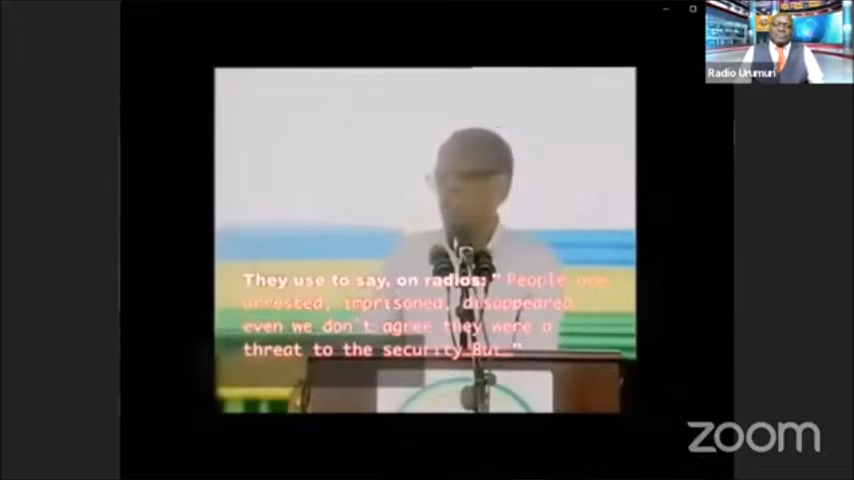 Radio Urumuri
They use to say, on radios: " People are
arrested, imprisoned, disappeared
even we don't agree they were a
threat to the security.But…"
zoom